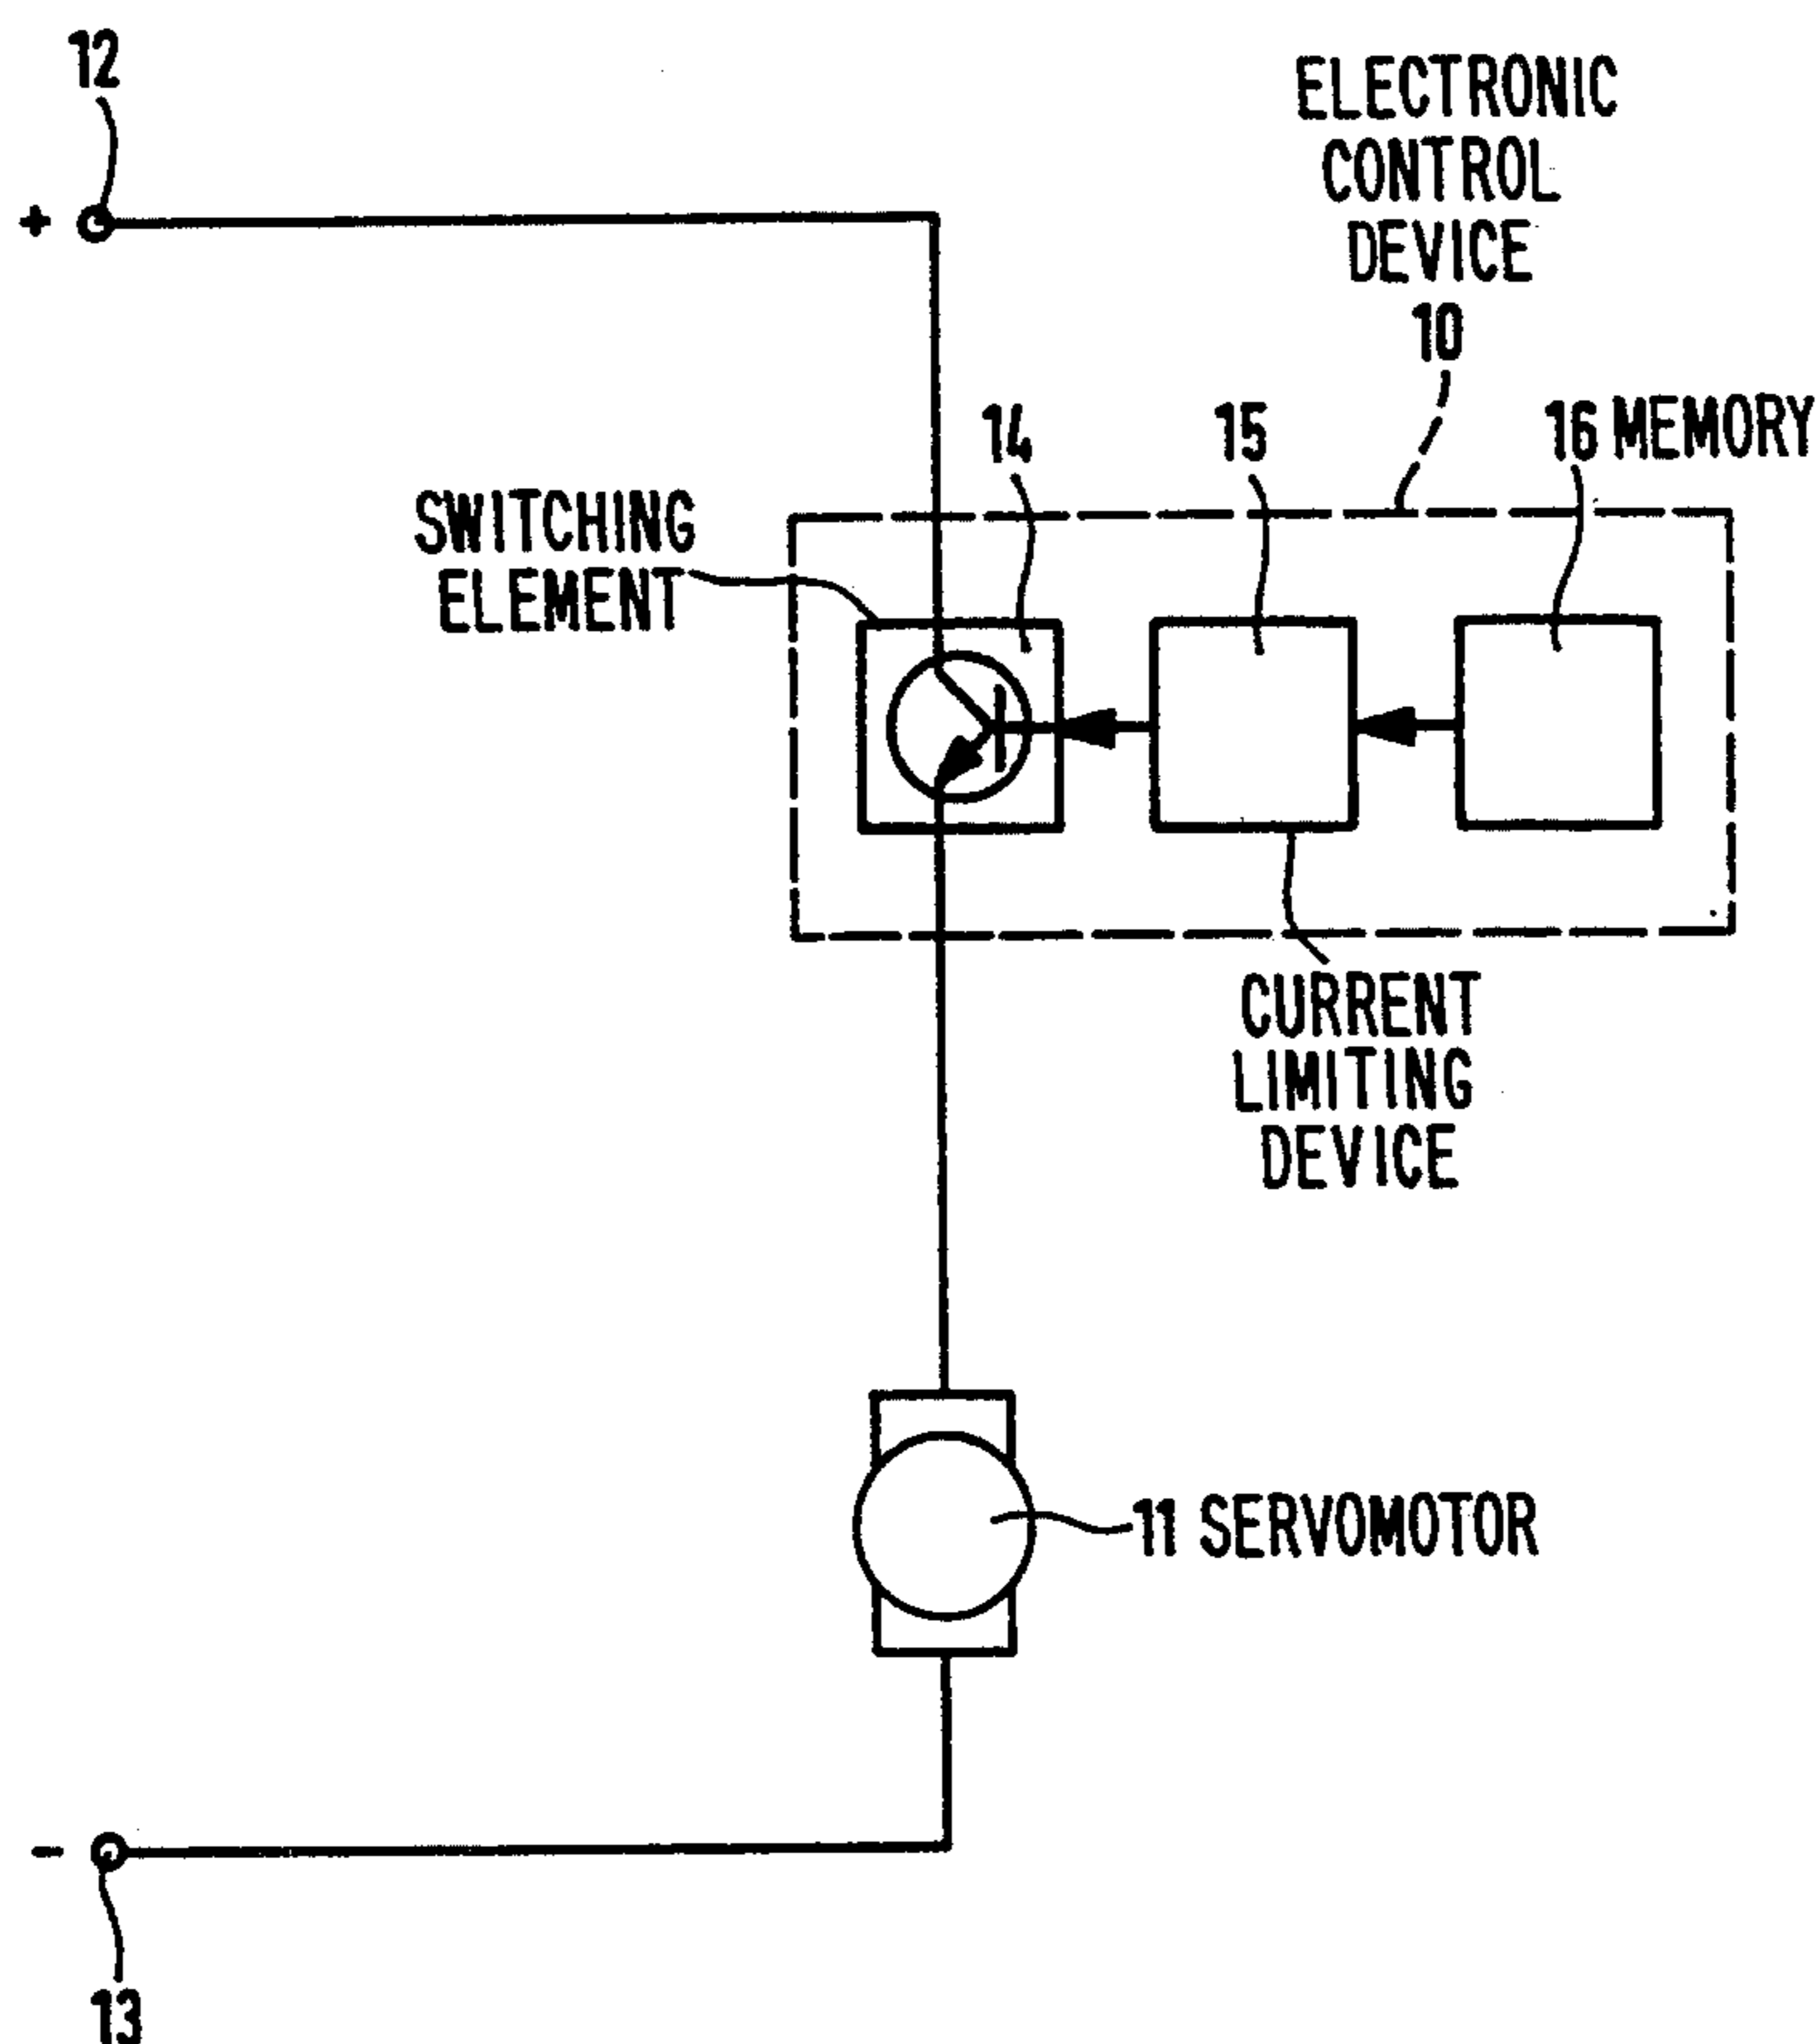 12
ELECTRONIC
CONTROL
DEVICE
10
+
14
15
16 MEMORY
SWITCHING
ELEMENT
CURRENT
LIMITING
DEVICE
11 SERVOMOTOR
-
13